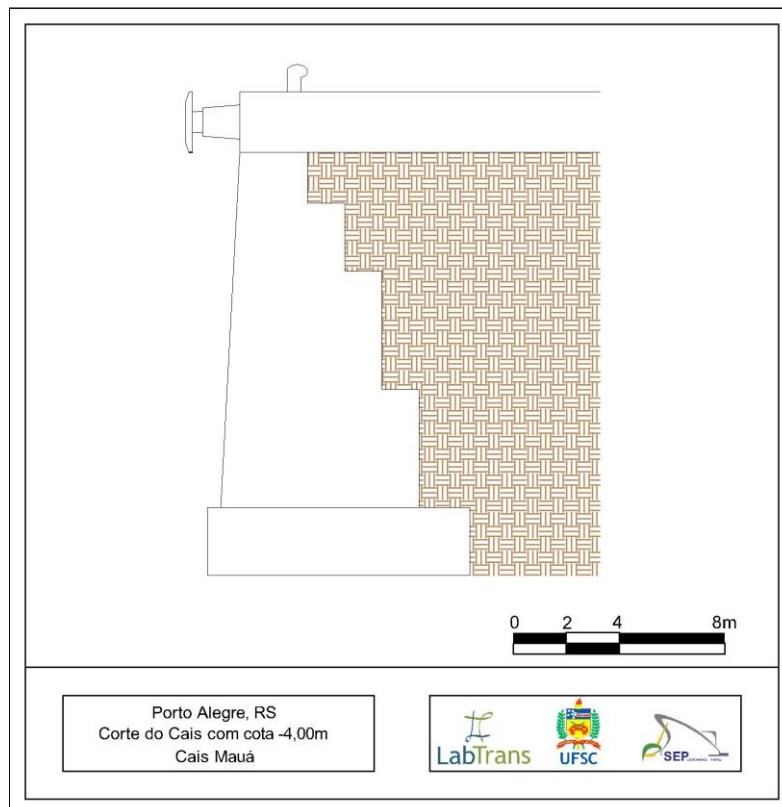 0 2 4 8m
Porto Alegre, RS
Corte do Cais com cota -4,00m
Cais Mauá
LabTrans
UFSC
SEP